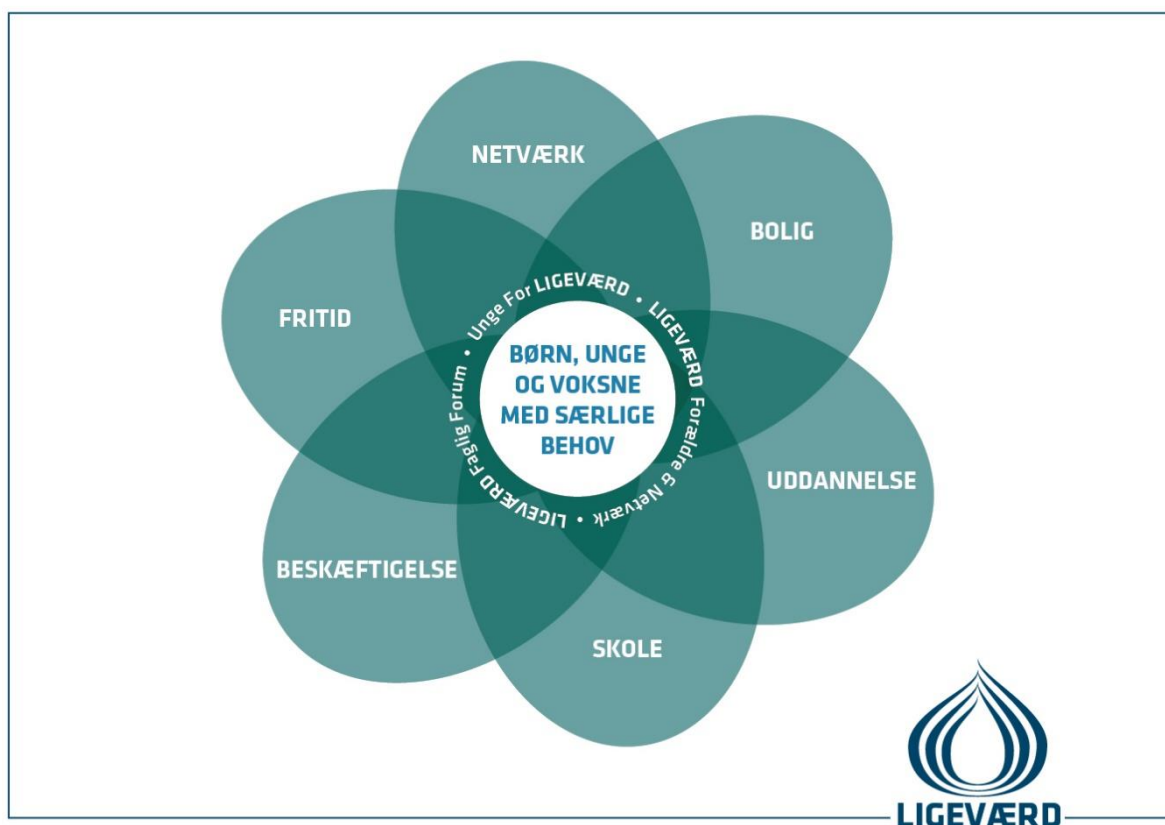 NETVÆRK
BOLIG
FRITID
Unge For LIGEVÆRD • LIGEVÆRD Forældre & Netværk • LIGEVÆRD Faglig Forum •
BØRN, UNGE
OG VOKSNE
MED SÆRLIGE
BEHOV
UDDANNELSE
BESKÆFTIGELSE
SKOLE
LIGEVÆRD